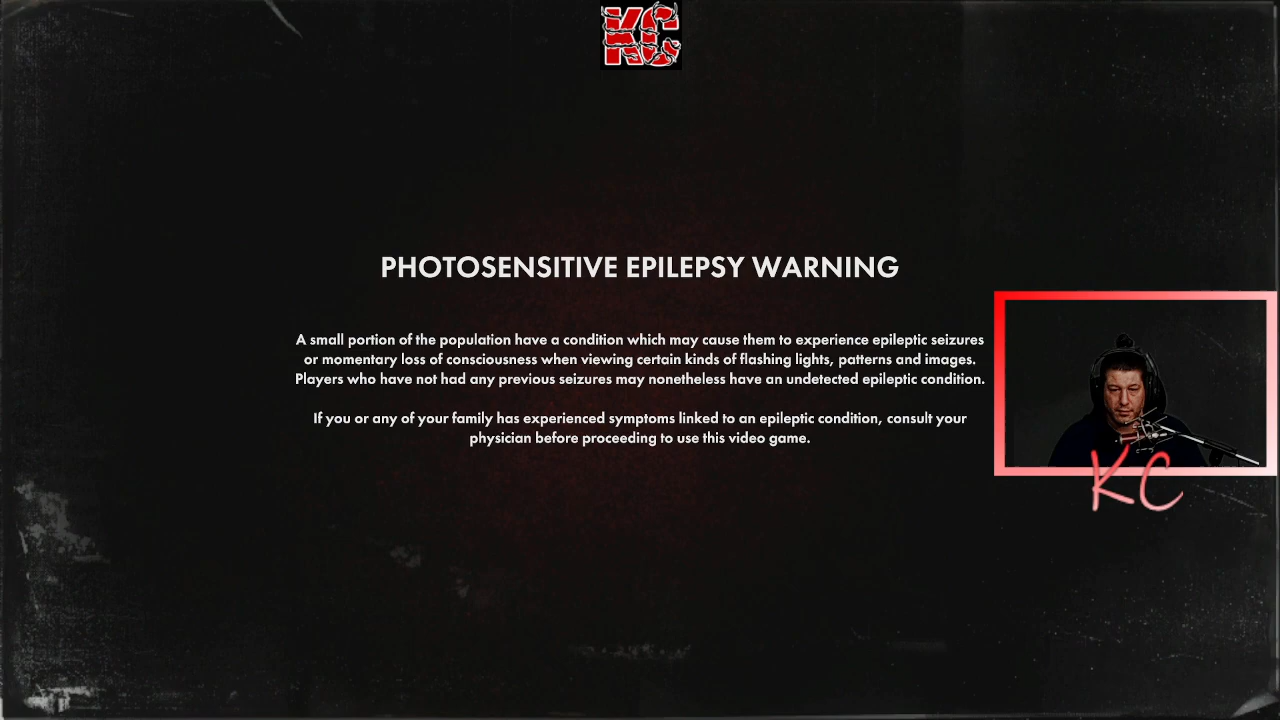 KC
PHOTOSENSITIVE EPILEPSY WARNING
A small portion of the population have a condition which may cause them to experience epileptic seizures
or momentary loss of consciousness when viewing certain kinds of flashing lights, patterns and images.
Players who have not had any previous seizures may nonetheless have an undetected epileptic condition.
If you or any of your family has experienced symptoms linked to an epileptic condition, consult your
physician before proceeding to use this video game.
KC